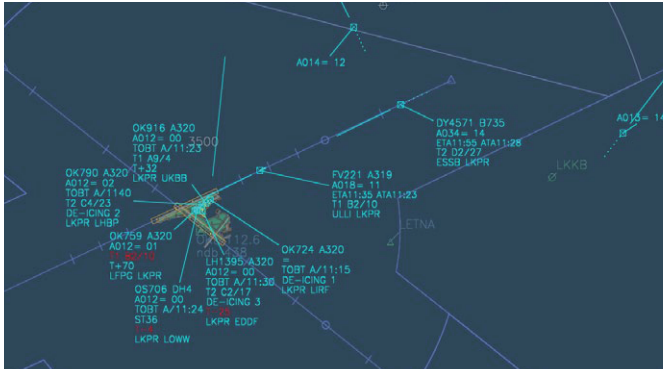 A014= 12
A013= 14
DY4571 B735
A034= 14
ETA11:55 ATA11:28
T2 D2/27
ESSB LKPR
LKKB
3500
OK916 A320
A012= 00
TOBT A/11:23
T1 A9/4
T+32
LKPR UKBB
OK790 A320
A012= 02
TOBT A/1140
T2 C4/23
DE-ICING 2
LKPR LHBP
FV221 A319
A018= 11
ETA11:35 ATA11:23
T1 B2/10
ULLI LKPR
LETNA
OK759 A320
A012= 01
T+70
LFPG LKPR
112.6
OK724 A320
=
TOBT A/11:15
DE-ICING 1
LKPR LIRF
LH1395 A320
A012= 00
TOBT A/11:30
T2 C2/17
DE-ICING 3
LKPR EDDF
OS706 DH4
A012= 00
TOBT A/11:24
ST36
LKPR LOWW